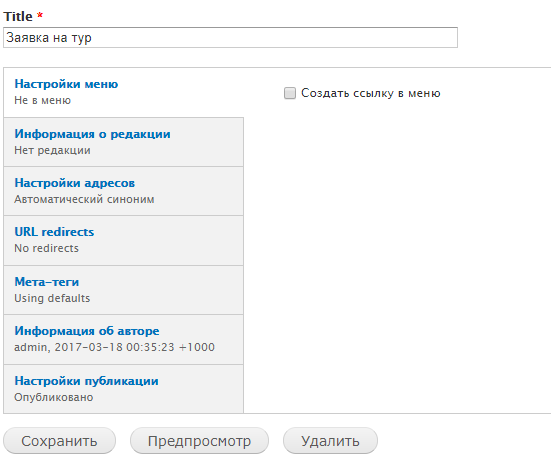 Title *
Заявка на тур
Настройки меню
Не в меню
Создать ссылку в меню
Информация о редакции
Нет редакции
Настройки адресов
Автоматический синоним
URL redirects
No redirects
Мета-теги
Using defaults
Информация об авторе
admin, 2017-03-18 00:35:23 +1000
Настройки публикации
Опубликовано
Сохранить
Предпросмотр
Удалить